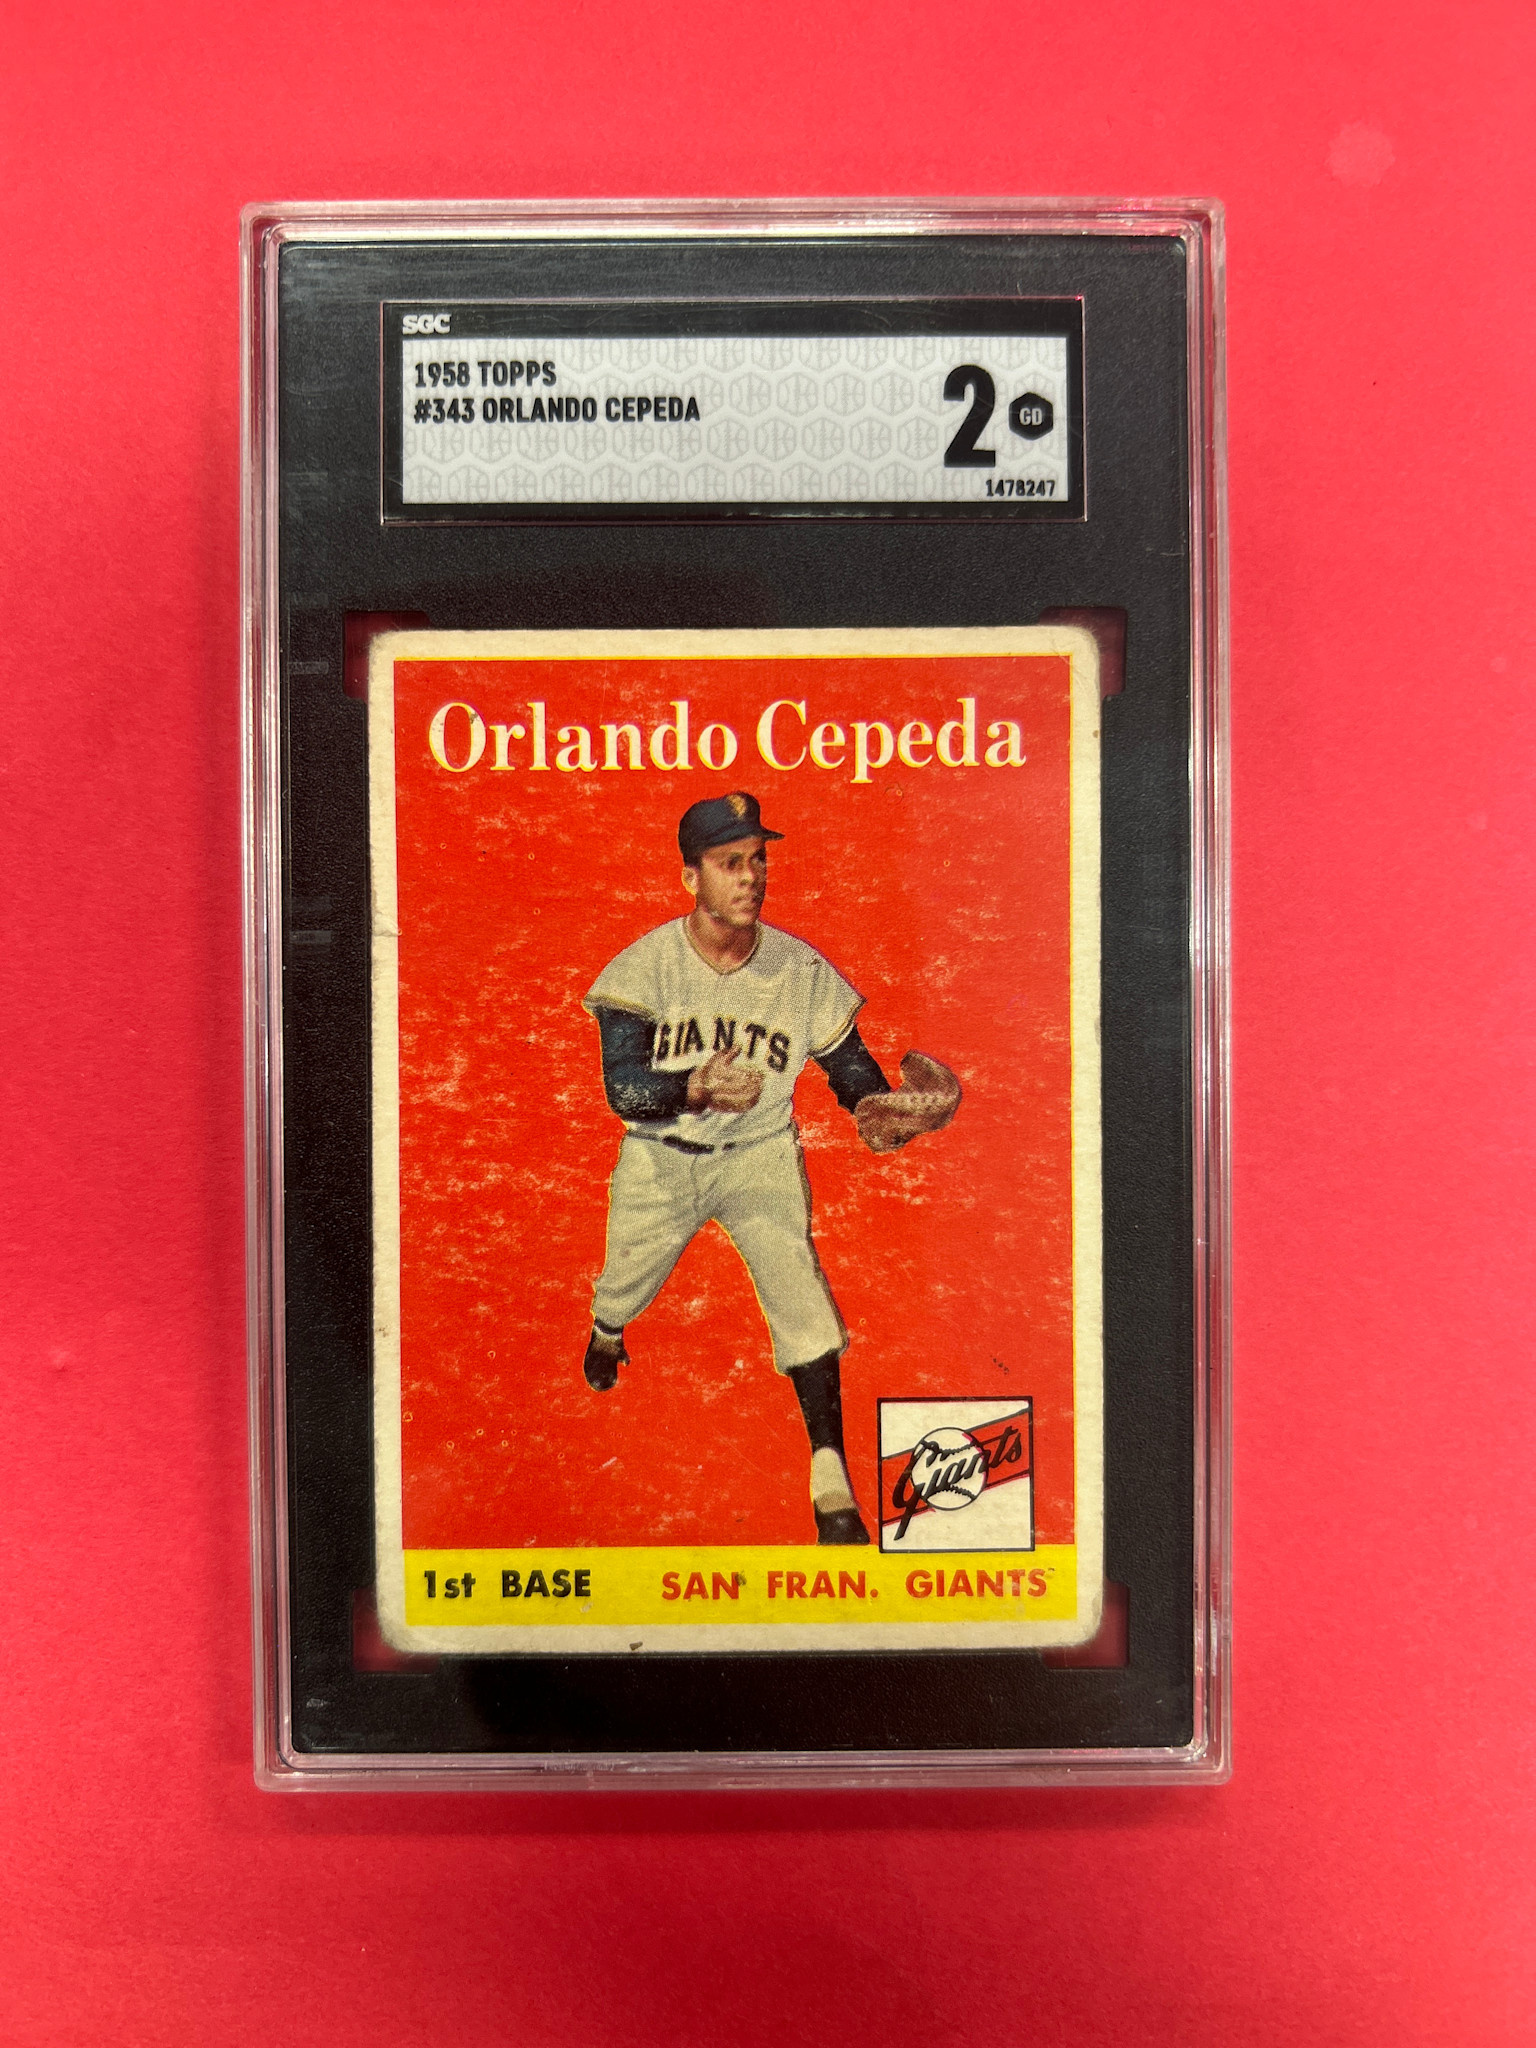 SGC
1958 TOPPS
#343 ORLANDO CEPEDA
2 GD
1478247
Orlando Cepeda
GIANTS
Giants
1st BASE SAN FRAN. GIANTS